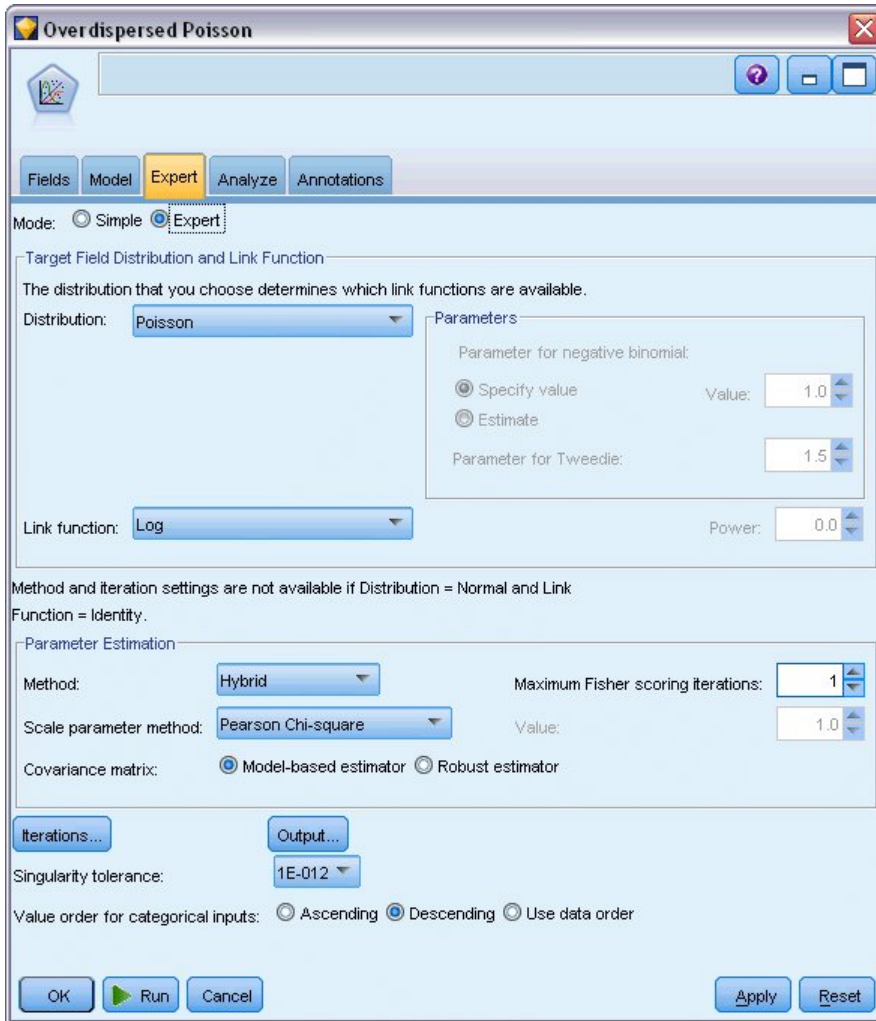 Overdispersed Poisson
Fields Model Expert Analyze Annotations
Mode: Simple Expert
Target Field Distribution and Link Function
The distribution that you choose determines which link functions are available.
Distribution: Poisson
Parameters
Parameter for negative binomial:
Specify value Value: 1.0
Estimate
Parameter for Tweedie: 1.5
Link function: Log Power: 0.0
Method and iteration settings are not available if Distribution = Normal and Link
Function = Identity.
Parameter Estimation
Method: Hybrid Maximum Fisher scoring iterations: 1
Scale parameter method: Pearson Chi-square Value: 1.0
Covariance matrix: Model-based estimator Robust estimator
Iterations... Output...
Singularity tolerance: 1E-012
Value order for categorical inputs: Ascending Descending Use data order
OK Run Cancel Apply Reset